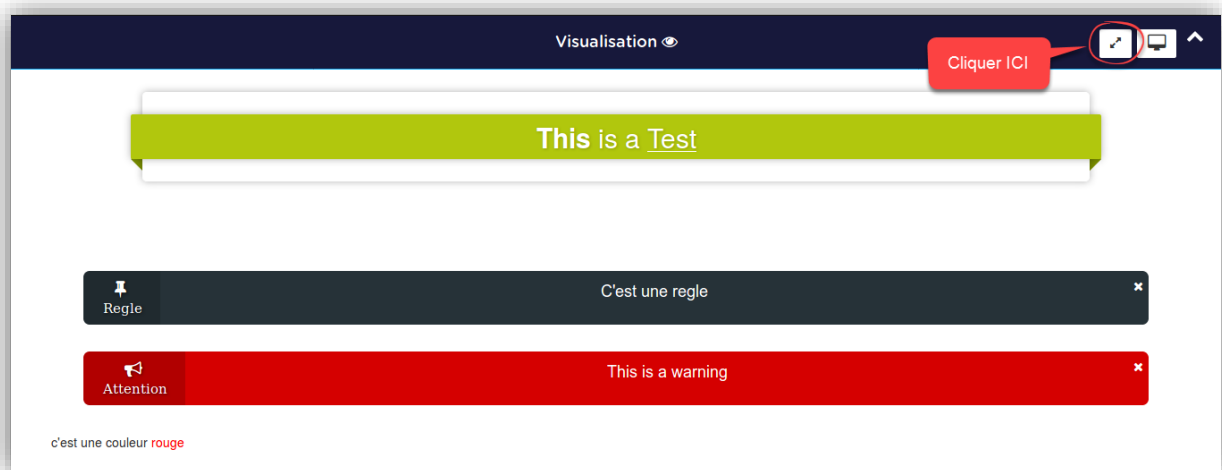 Visualisation
Cliquer ICI
This is a Test
C'est une regle
Regle
This is a warning
Attention
c'est une couleur rouge